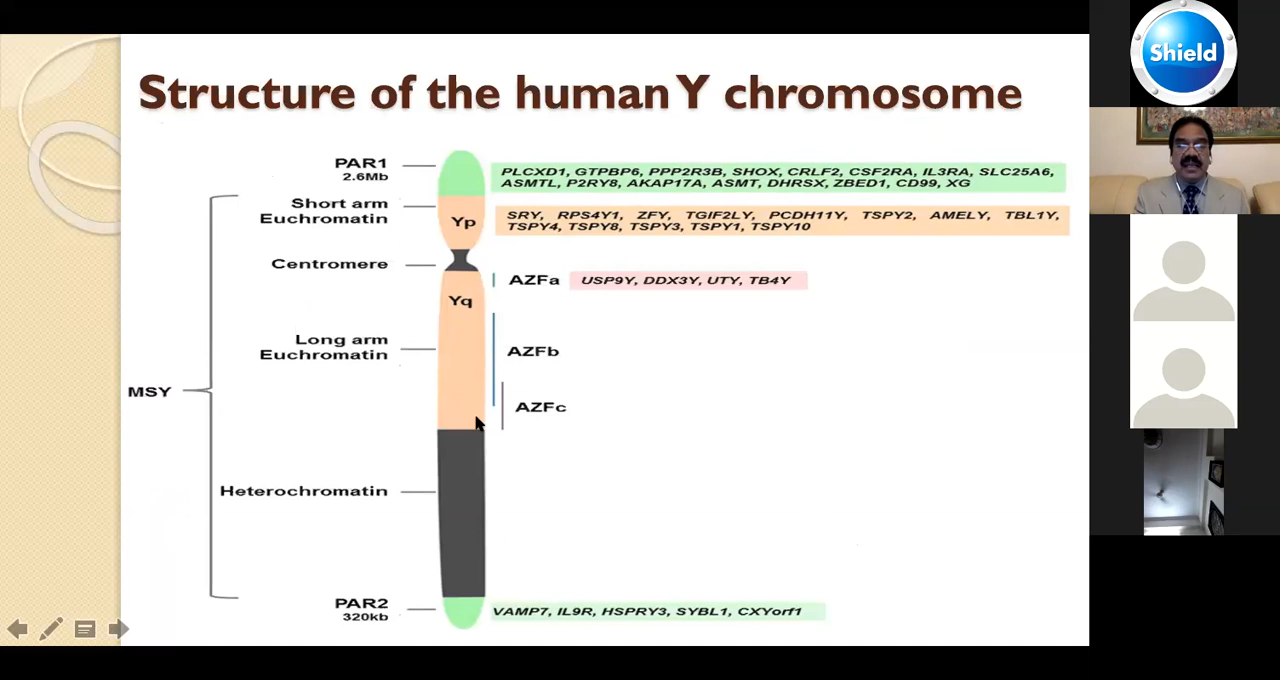 Structure of the human Y chromosome
Shield
PAR1
2.6Mb
PLCXD1, GTPBP6, PPP2R3B, SHOX, CRLF2, CSF2RA, IL3RA, SLC25A6,
ASMTL, P2RY8, AKAP17A, ASMT, DHRSX, ZBED1, CD99, XG
Short arm
Euchromatin
Yp
SRY, RPS4Y1, ZFY, TGIF2LY, PCDH11Y, TSPY2, AMELY, TBL1Y,
TSPY4, TSPY8, TSPY3, TSPY1, TSPY10
Centromere
AZFa
USP9Y, DDX3Y, UTY, TB4Y
Yq
Long arm
Euchromatin
AZFb
MSY
AZFc
Heterochromatin
PAR2
320kb
VAMP7, IL9R, HSPRY3, SYBL1, CXYorf1